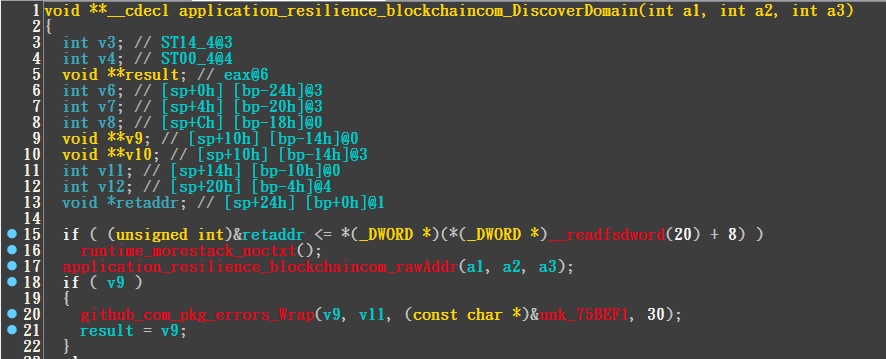 1 void **__cdecl application_resilience_blockchaincom_DiscoverDomain(int a1, int a2, int a3)
2 {
3 int v3; // ST14_4@3
4 int v4; // ST00_4@4
5 void **result; // eax@6
6 int v6; // [sp+0h] [bp-24h]@3
7 int v7; // [sp+4h] [bp-20h]@3
8 int v8; // [sp+Ch] [bp-18h]@0
9 void **v9; // [sp+10h] [bp-14h]@0
10 void **v10; // [sp+10h] [bp-14h]@3
11 int v11; // [sp+14h] [bp-10h]@0
12 int v12; // [sp+20h] [bp-4h]@4
13 void *retaddr; // [sp+24h] [bp+0h]@1
14
15 if ( (unsigned int)&retaddr <= *(_DWORD *)(*(_DWORD *)__readfsdword(20) + 8) )
16 runtime_morestack_noctxt();
17 application_resilience_blockchaincom_rawAddr(a1, a2, a3);
18 if ( v9 )
19 {
20 github_com_pkg_errors_Wrap(v9, v11, (const char *)&unk_75BEF1, 30);
21 result = v9;
22 }